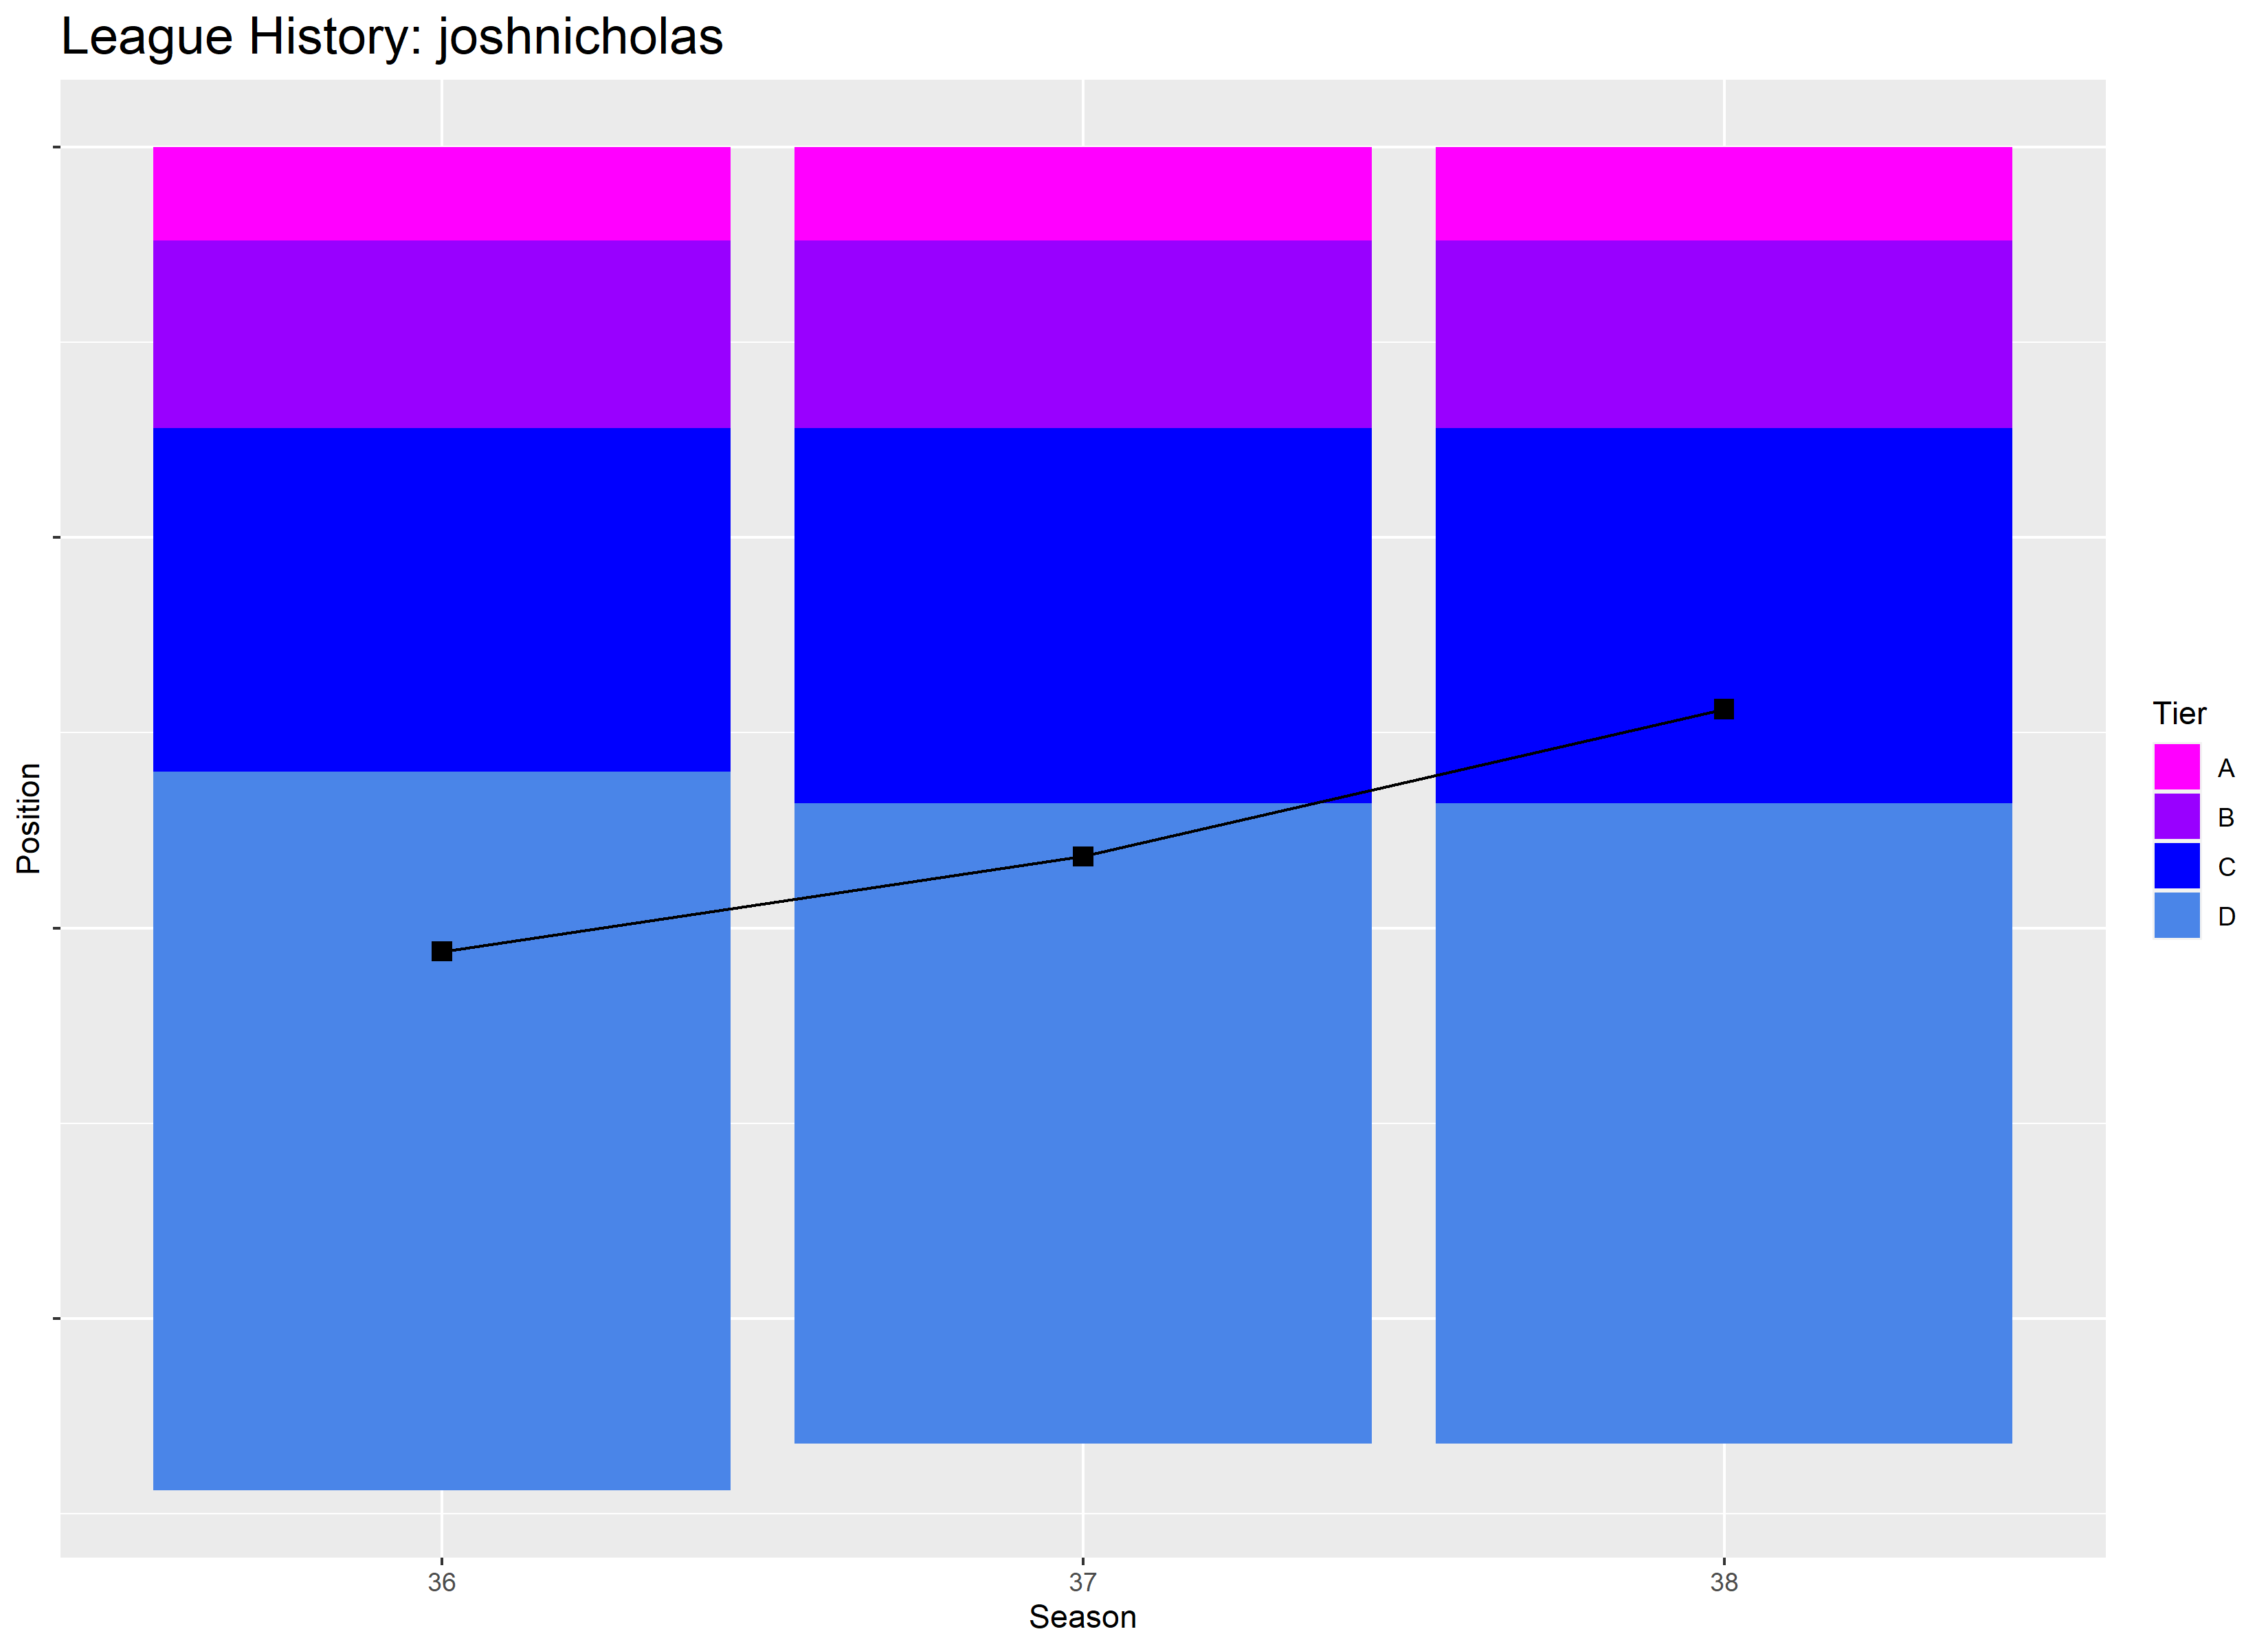 League History: joshnicholas
Position
Tier
A
B
C
D
36
37
38
Season